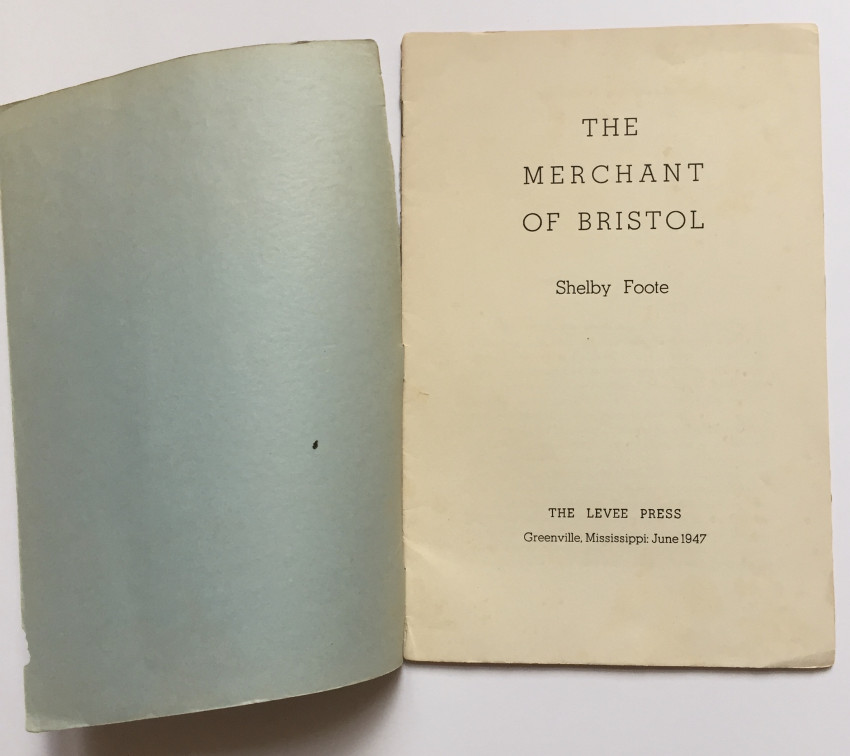 THE
MERCHANT
OF BRISTOL
Shelby Foote
THE LEVEE PRESS
Greenville, Mississippi: June 1947